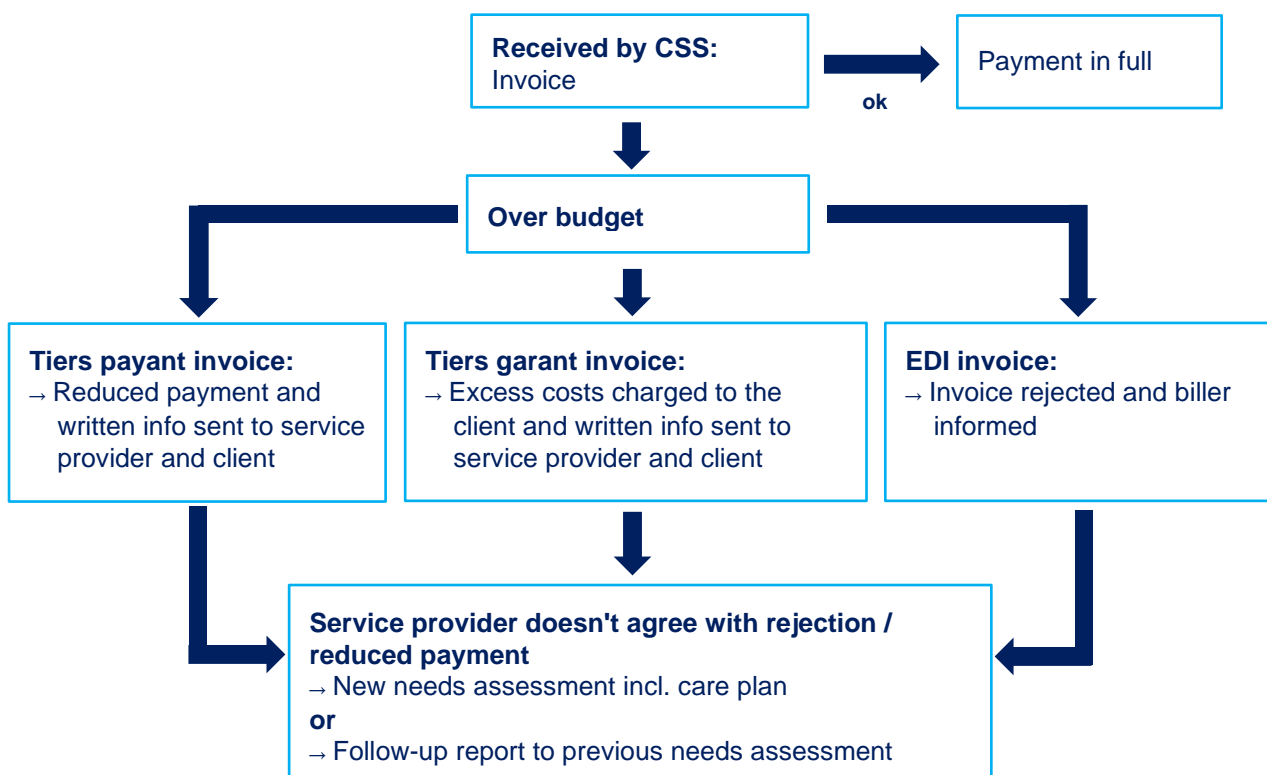 Received by CSS:
Invoice
Payment in full
ok
Over budget
Tiers payant invoice:
→ Reduced payment and
written info sent to service
provider and client
Tiers garant invoice:
→ Excess costs charged to the
client and written info sent to
service provider and client
EDI invoice:
→ Invoice rejected and biller
informed
Service provider doesn't agree with rejection /
reduced payment
→ New needs assessment incl. care plan
or
→ Follow-up report to previous needs assessment